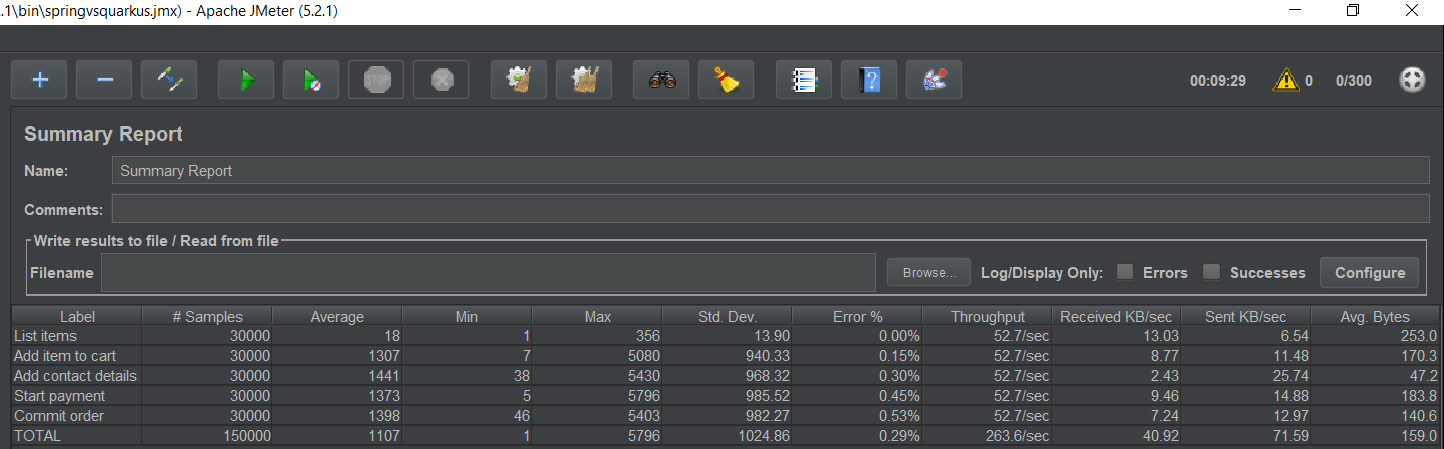 .1\bin\springvsquarkus.jmx) - Apache JMeter (5.2.1)
STOP 00:09:29 0 0/300
Summary Report
Name: Summary Report
Comments:
Write results to file / Read from file
Filename Browse... Log/Display Only: Errors Successes Configure
Label # Samples Average Min Max Std. Dev. Error % Throughput Received KB/sec Sent KB/sec Avg. Bytes
List items 30000 18 1 356 13.90 0.00% 52.7/sec 13.03 6.54 253.0
Add item to cart 30000 1307 7 5080 940.33 0.15% 52.7/sec 8.77 11.48 170.3
Add contact details 30000 1441 38 5430 968.32 0.30% 52.7/sec 2.43 25.74 47.2
Start payment 30000 1373 5 5796 985.52 0.45% 52.7/sec 9.46 14.88 183.8
Commit order 30000 1398 46 5403 982.27 0.53% 52.7/sec 7.24 12.97 140.6
TOTAL 150000 1107 1 5796 1024.86 0.29% 263.6/sec 40.92 71.59 159.0